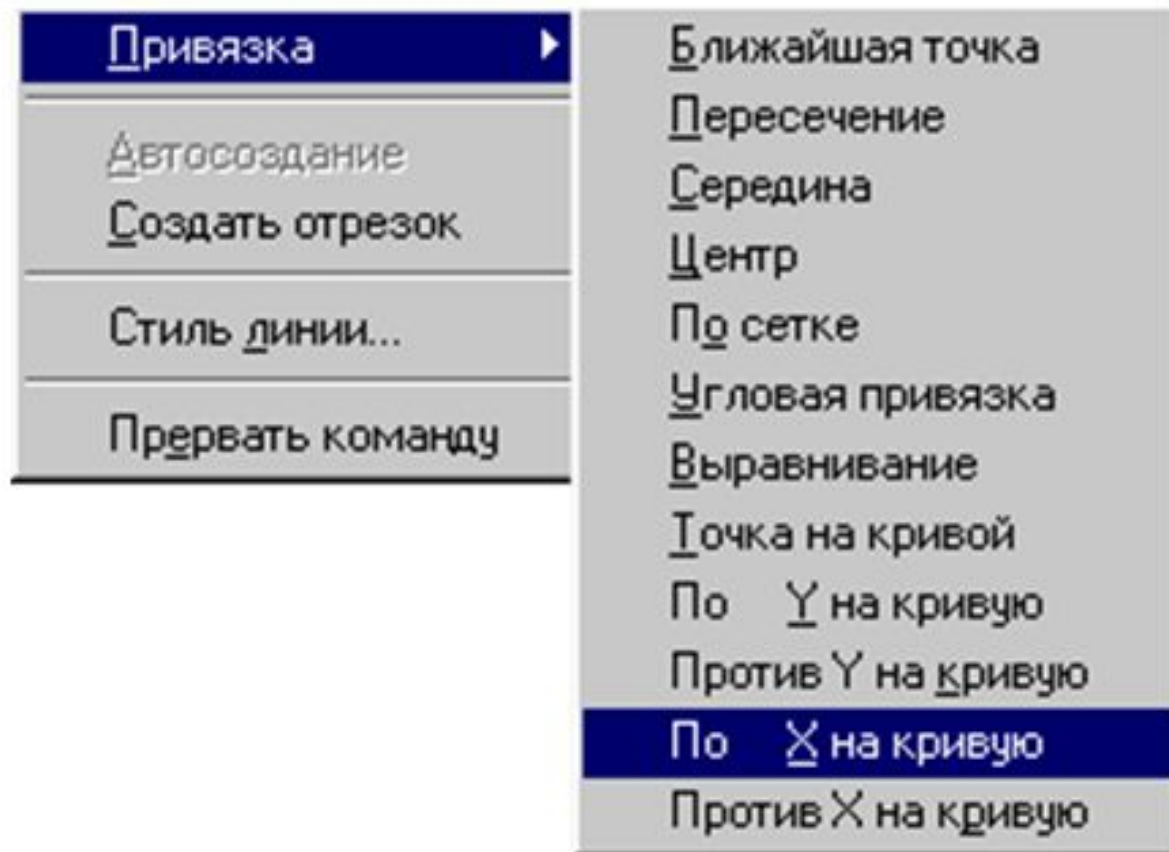 Привязка
Автосоздание
Создать отрезок
Стиль линии...
Прервать команду
Ближайшая точка
Пересечение
Середина
Центр
По сетке
Угловая привязка
Выравнивание
Точка на кривой
По Y на кривую
Против Y на кривую
По X на кривую
Против X на кривую